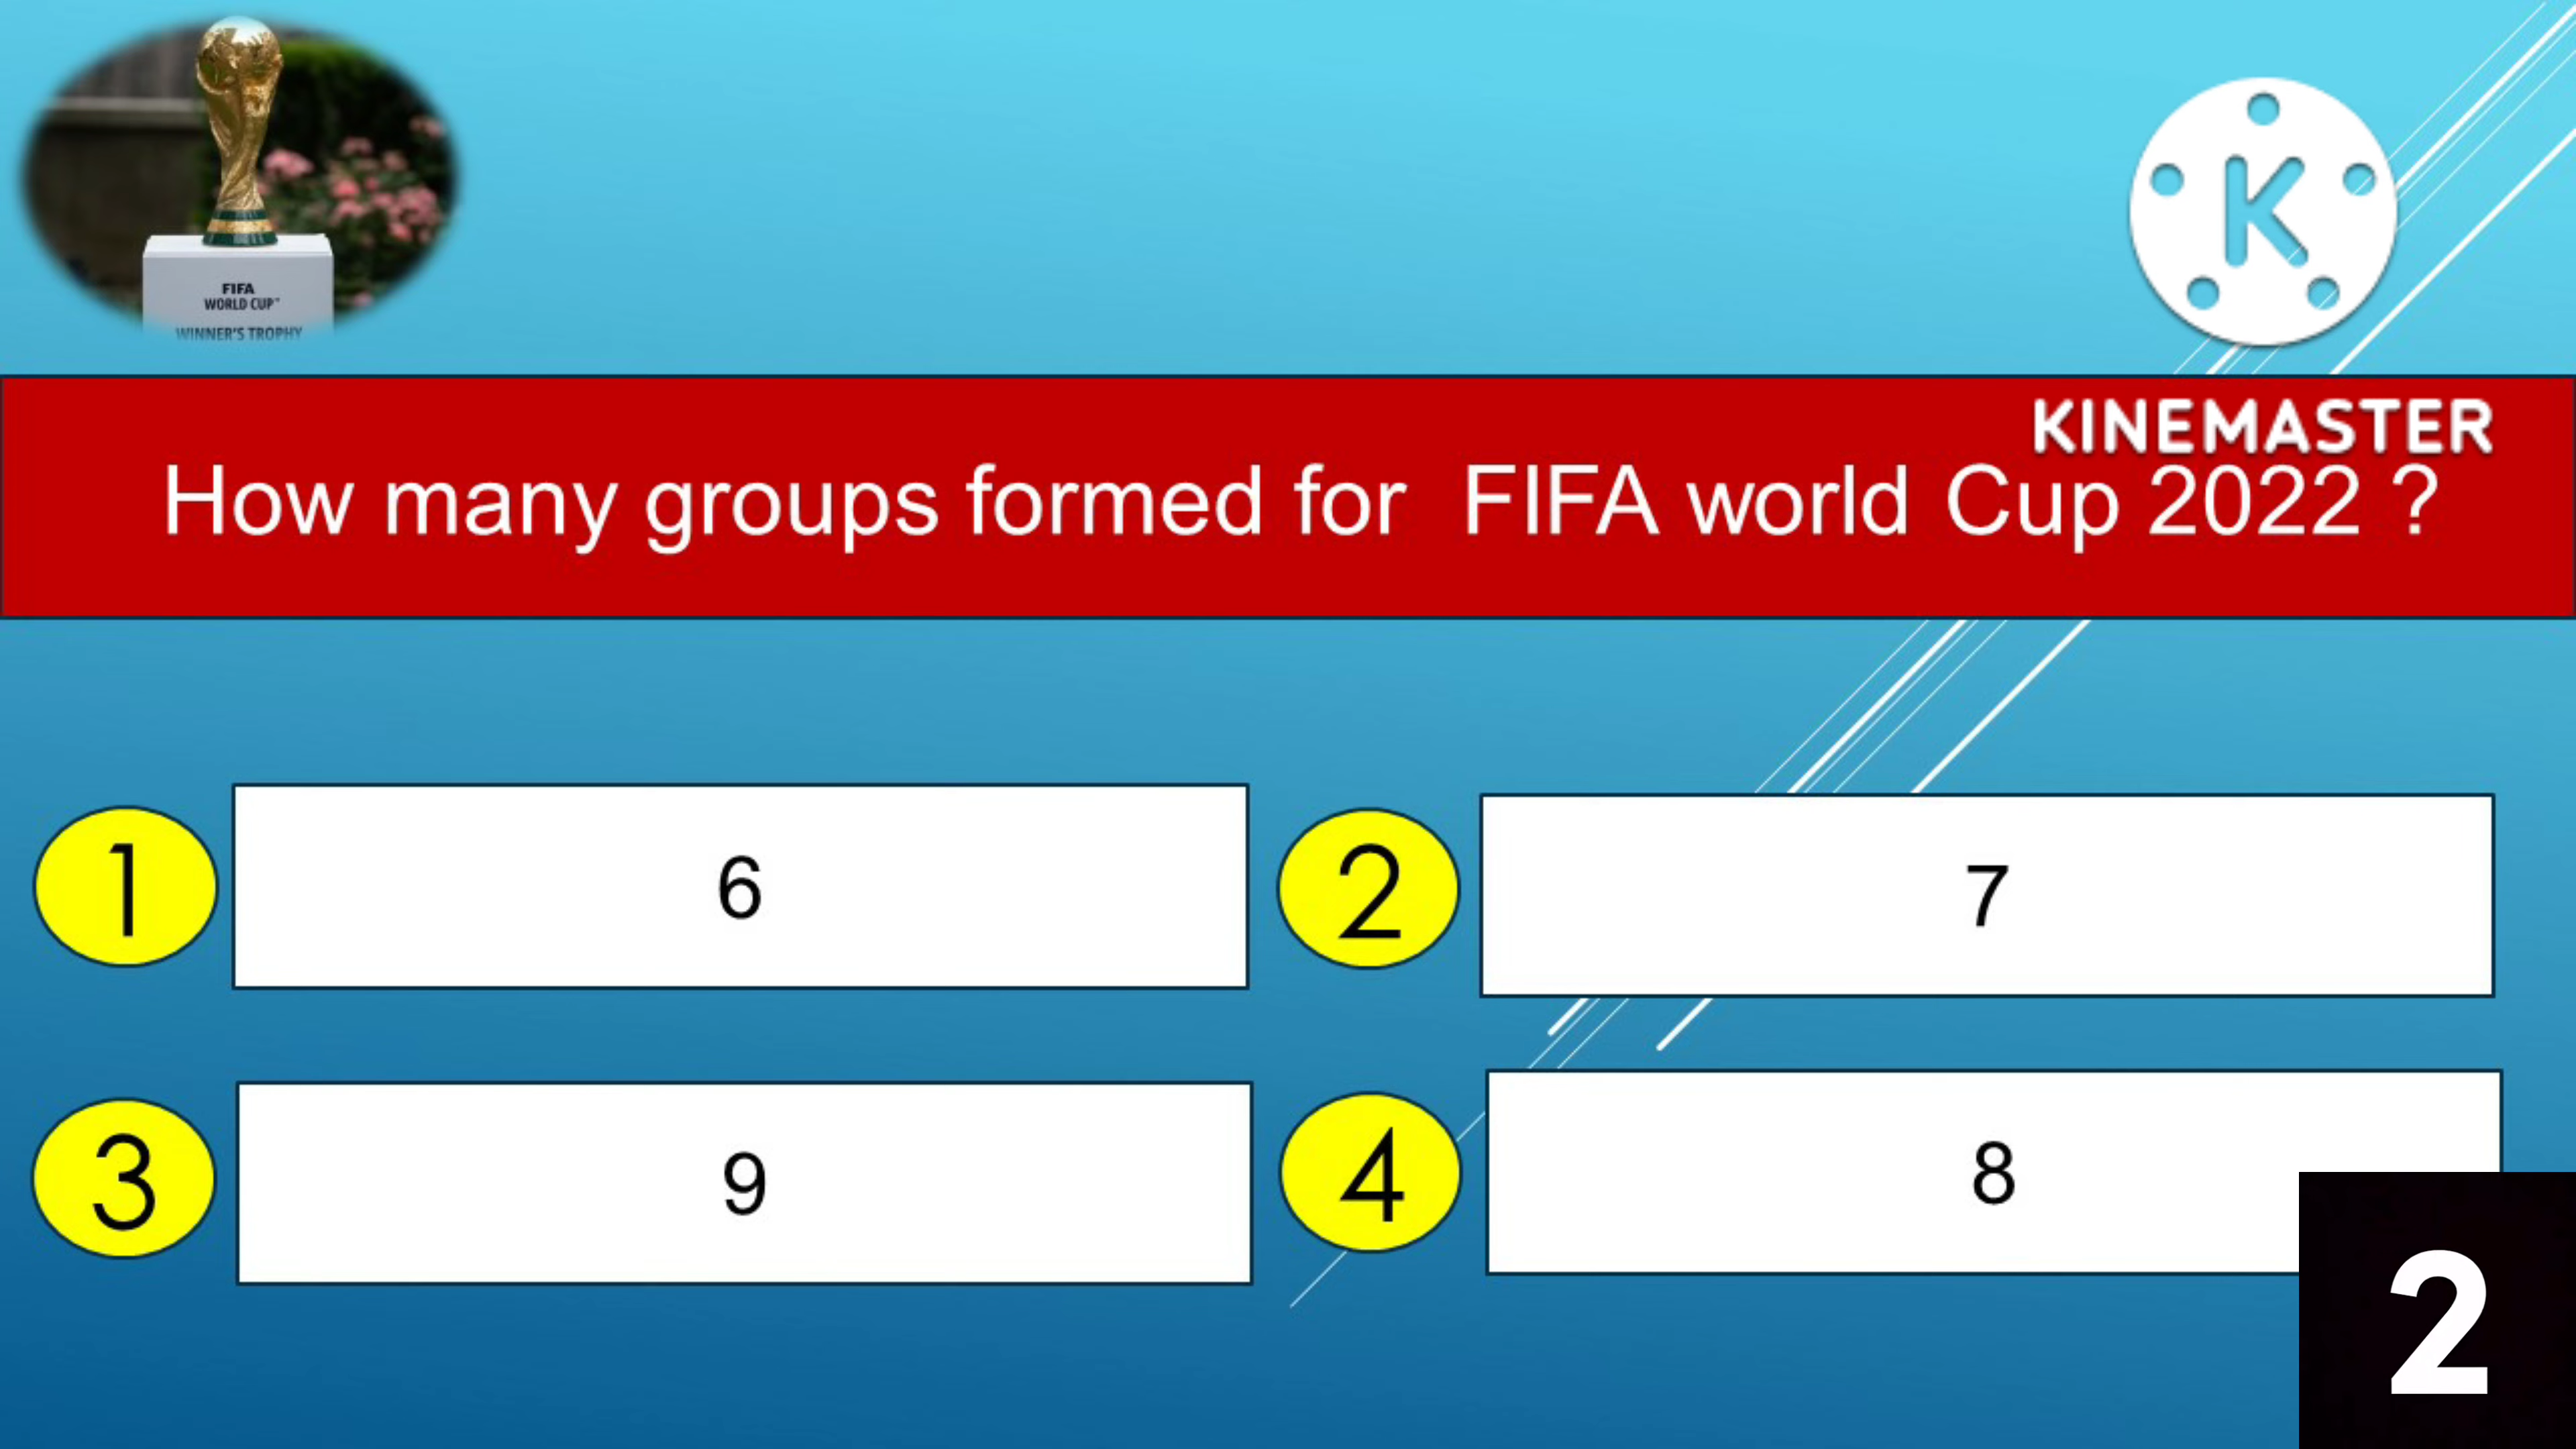 FIFA
WORLD CUP™
WINNER'S TROPHY
K
KINEMASTER
How many groups formed for FIFA world Cup 2022 ?
1
6
2
7
3
9
4
8
2